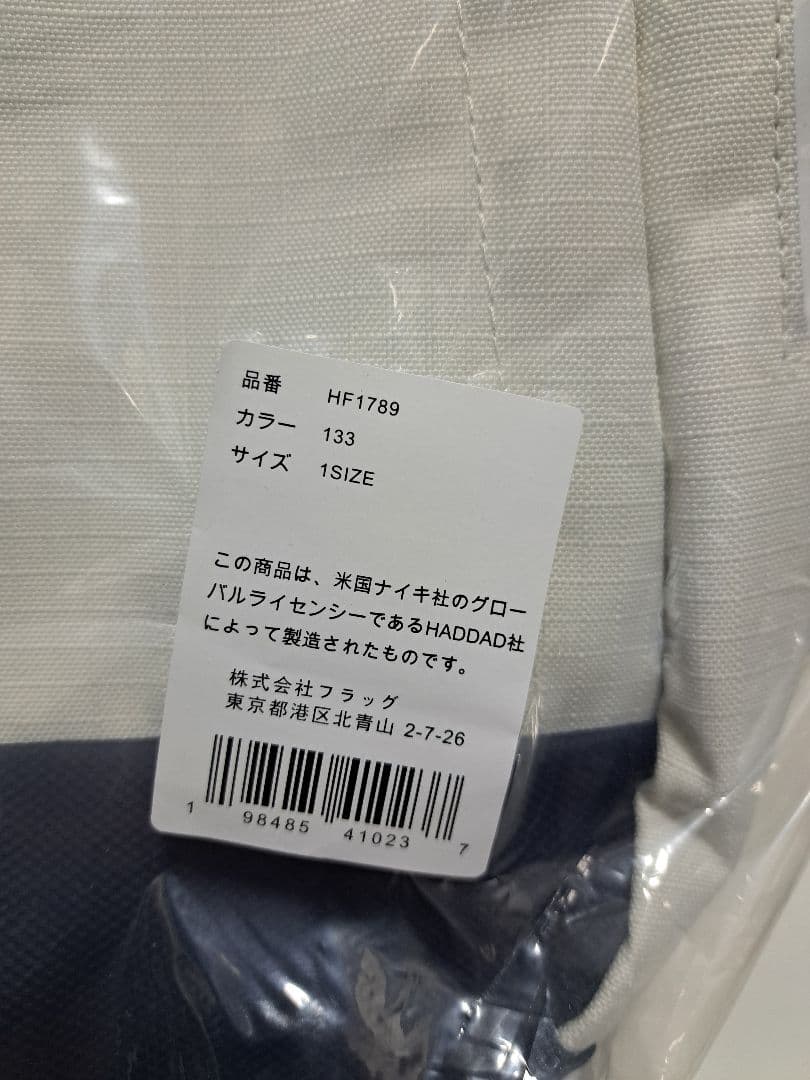 品番 HF1789
カラー 133
サイズ 1SIZE
この商品は、米国ナイキ社のグロー
バルライセンシーであるHADDAD社
によって製造されたものです。
株式会社フラッグ
東京都港区北青山 2-7-26
1 98485 41023 7